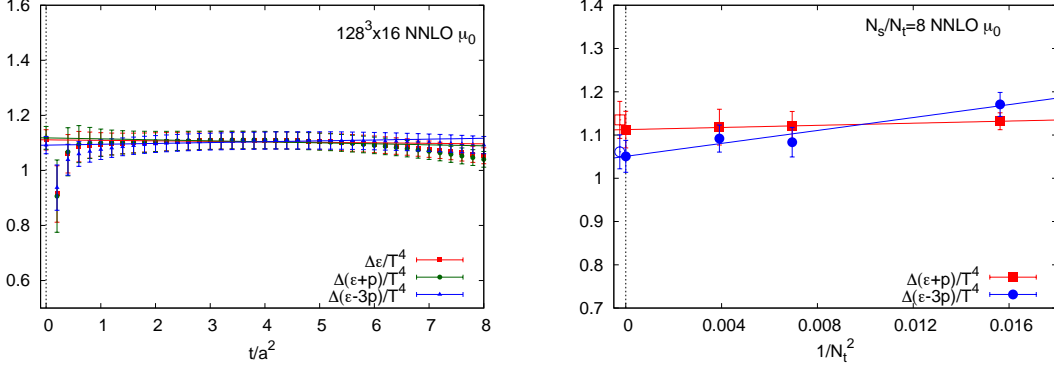 1.6
1.4
1.2
1
0.8
0.6
128³x16 NNLO μ₀
Δε/T⁴
Δ(ε+p)/T⁴
Δ(ε-3p)/T⁴
0 1 2 3 4 5 6 7 8
t/a²
1.4
1.3
1.2
1.1
1
0.9
0.8
0.7
Nₛ/Nₜ=8 NNLO μ₀
Δ(ε+p)/T⁴
Δ(ε-3p)/T⁴
0 0.004 0.008 0.012 0.016
1/Nₜ²